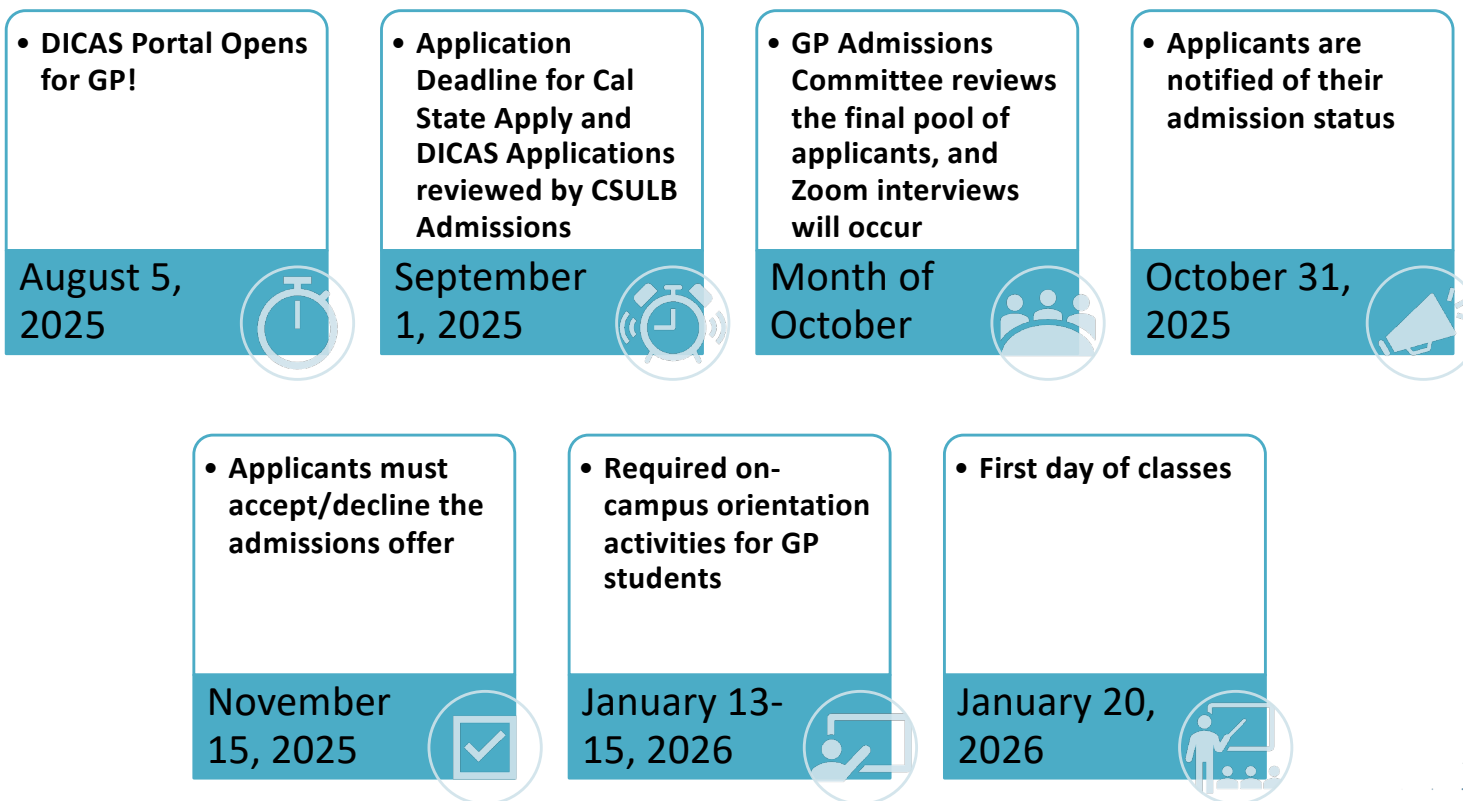 • DICAS Portal Opens
for GP!
August 5,
2025
• Application
Deadline for Cal
State Apply and
DICAS Applications
reviewed by CSULB
Admissions
September
1, 2025
• GP Admissions
Committee reviews
the final pool of
applicants, and
Zoom interviews
will occur
Month of
October
• Applicants are
notified of their
admission status
October 31,
2025
• Applicants must
accept/decline the
admissions offer
November
15, 2025
• Required on-
campus orientation
activities for GP
students
January 13-
15, 2026
• First day of classes
January 20,
2026